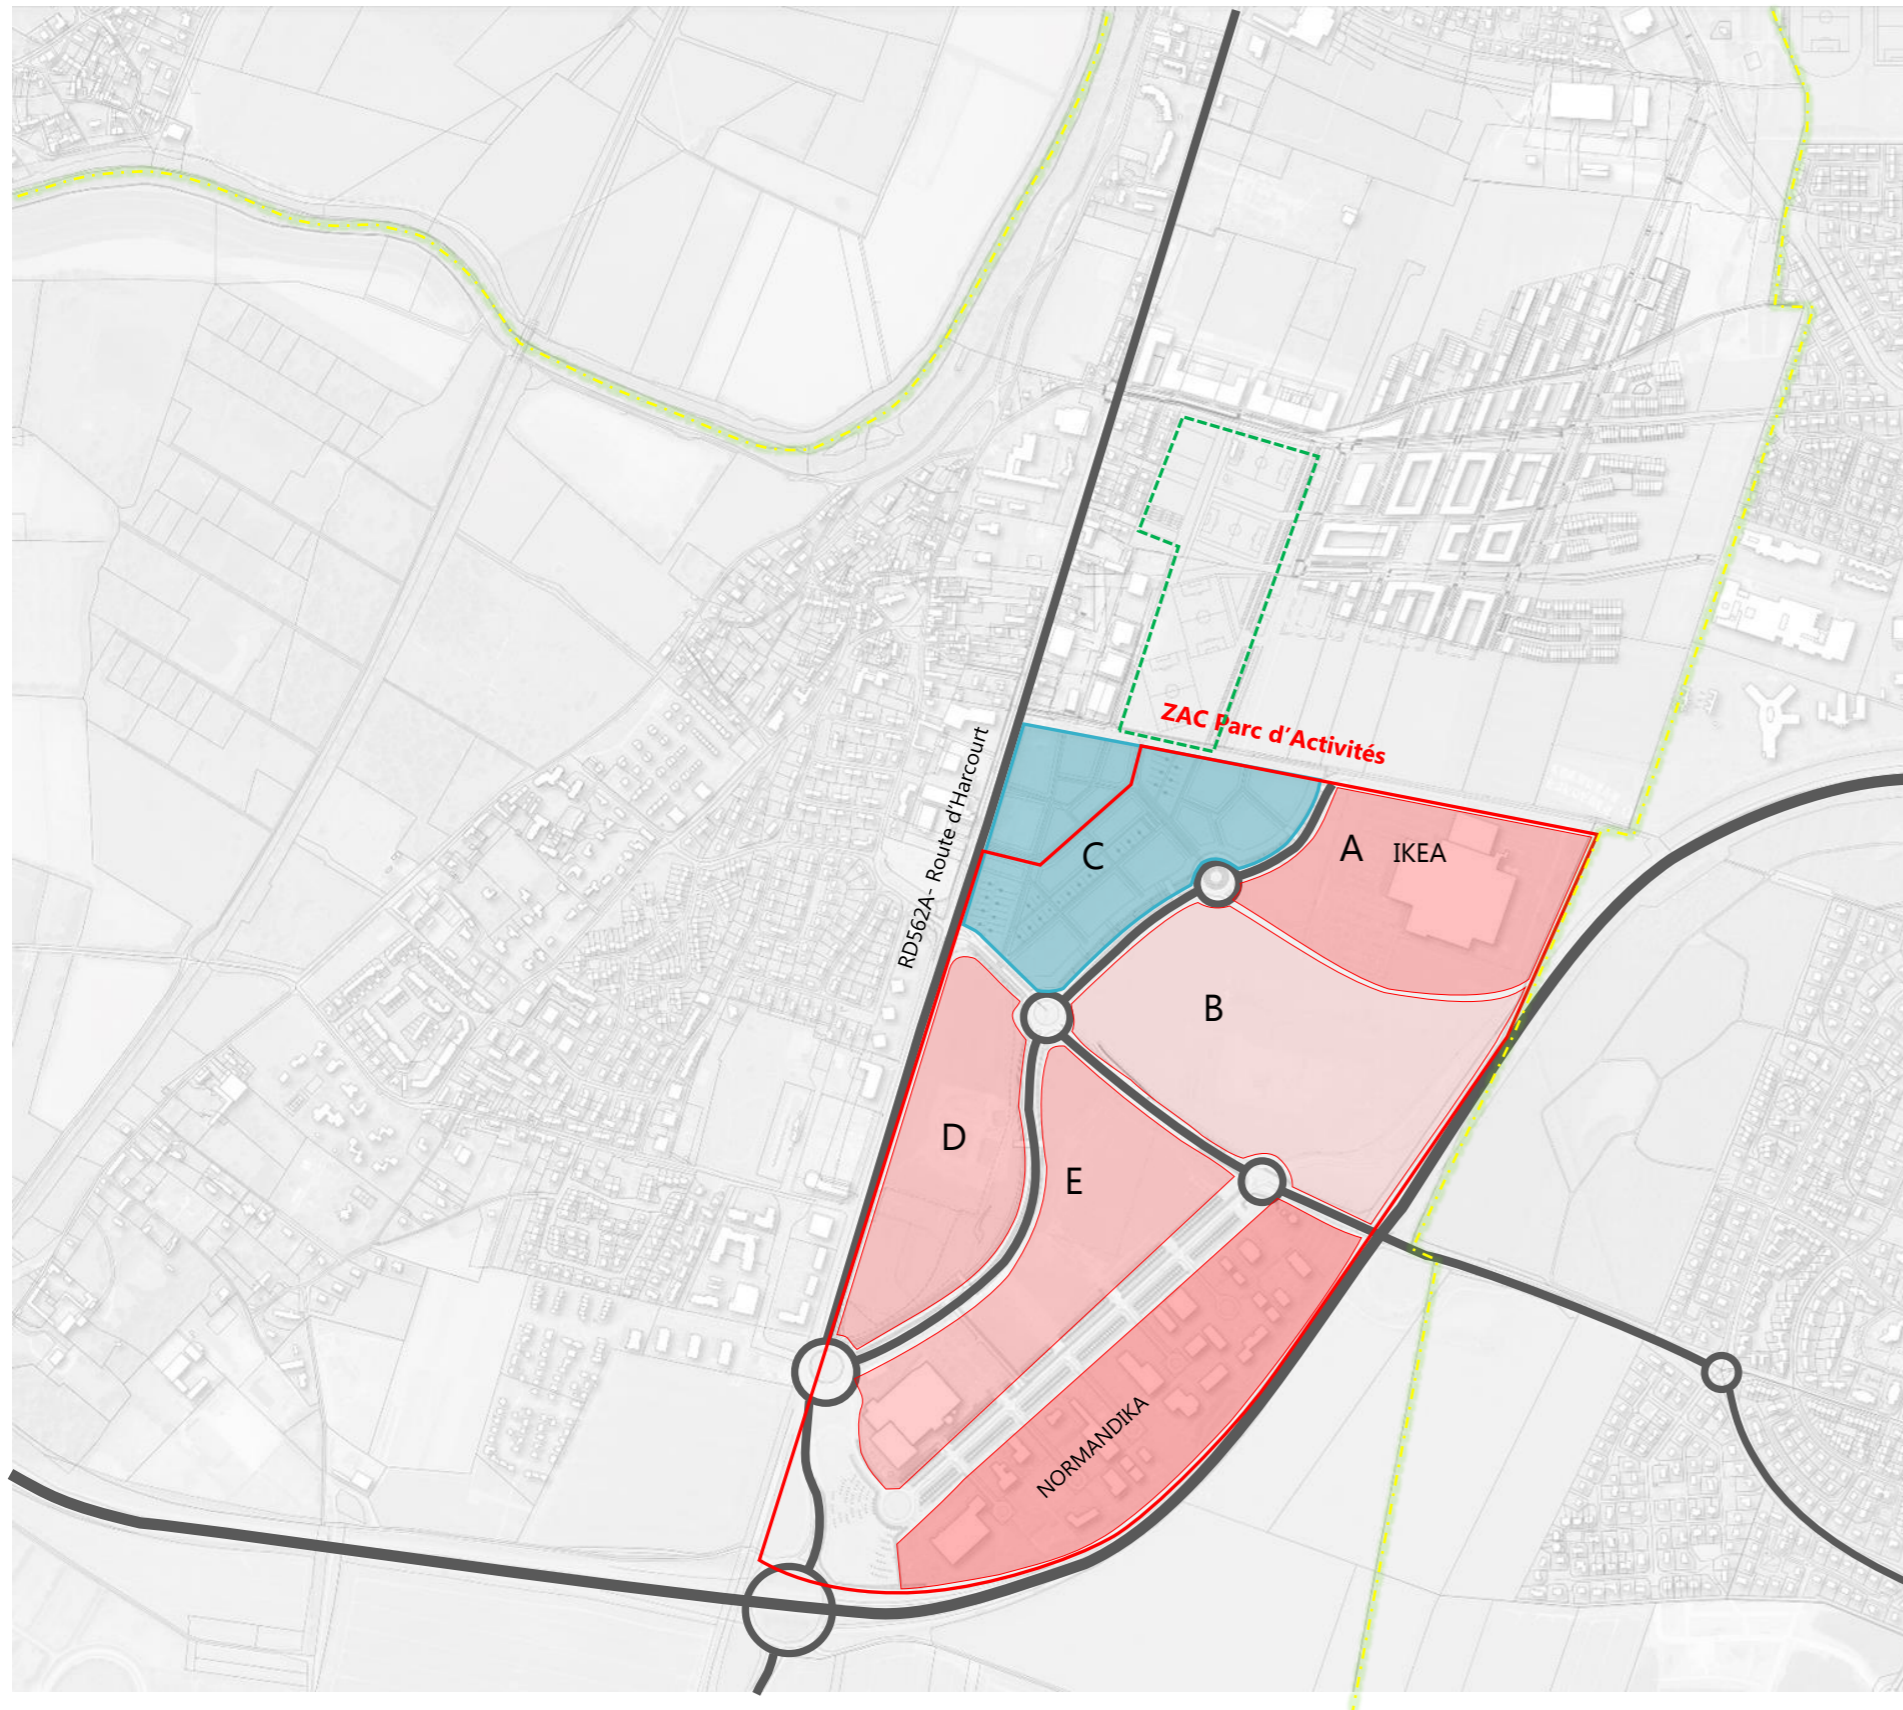 ZAC Parc d'Activités
RD562A - Route d'Harcourt
C
A
IKEA
B
D
E
NORMANDIKA